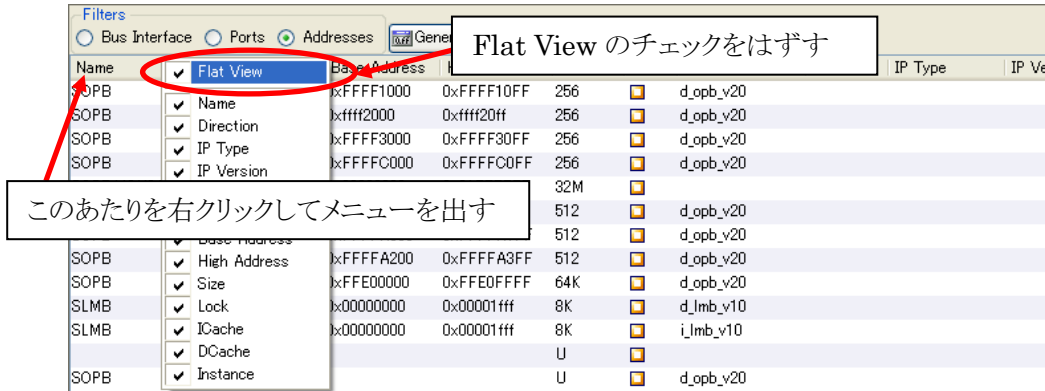 Filters
Bus Interface Ports Addresses Gene
Flat View のチェックをはずす
Name Base Address IP Type IP Ve
Flat View
SOPB 0xFFFF1000 0xFFFF10FF 256 d_opb_v20
Name
SOPB 0xffff2000 0xffff20ff 256 d_opb_v20
Direction
SOPB 0xFFFF3000 0xFFFF30FF 256 d_opb_v20
IP Type
SOPB 0xFFFFC000 0xFFFFC0FF 256 d_opb_v20
IP Version
32M
このあたりを右クリックしてメニューを出す
512 d_opb_v20
Base Address
512 d_opb_v20
SOPB High Address 0xFFFFA200 0xFFFFA3FF 512 d_opb_v20
SOPB Size 0xFFE00000 0xFFE0FFFF 64K d_opb_v20
SLMB Lock 0x00000000 0x00001fff 8K d_lmb_v10
SLMB ICache 0x00000000 0x00001fff 8K i_lmb_v10
DCache U
SOPB Instance U d_opb_v20